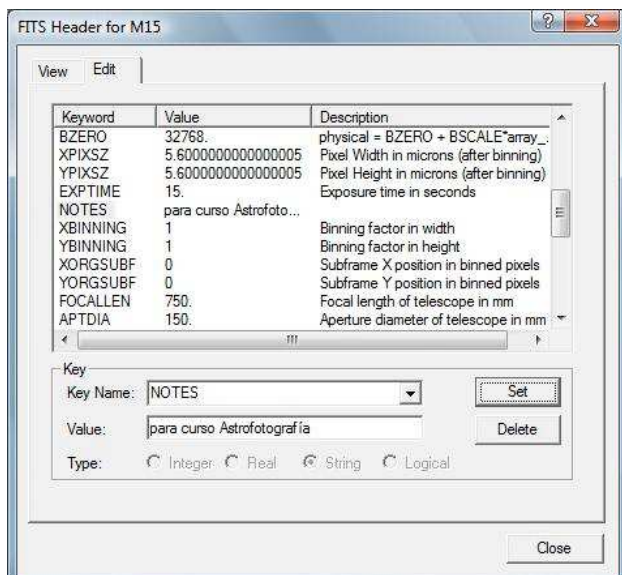 FITS Header for M15
View Edit
Keyword Value Description
BZERO 32768. physical = BZERO + BSCALE*array_.
XPIXSZ 5.6000000000000005 Pixel Width in microns (after binning)
YPIXSZ 5.6000000000000005 Pixel Height in microns (after binning)
EXPTIME 15. Exposure time in seconds
NOTES para curso Astrofoto...
XBINNING 1 Binning factor in width
YBINNING 1 Binning factor in height
XORGSUBF 0 Subframe X position in binned pixels
YORGSUBF 0 Subframe Y position in binned pixels
FOCALLEN 750. Focal length of telescope in mm
APTDIA 150. Aperture diameter of telescope in mm
Key
Key Name: NOTES Set
Value: para curso Astrofotografía Delete
Type: Integer Real String Logical
Close